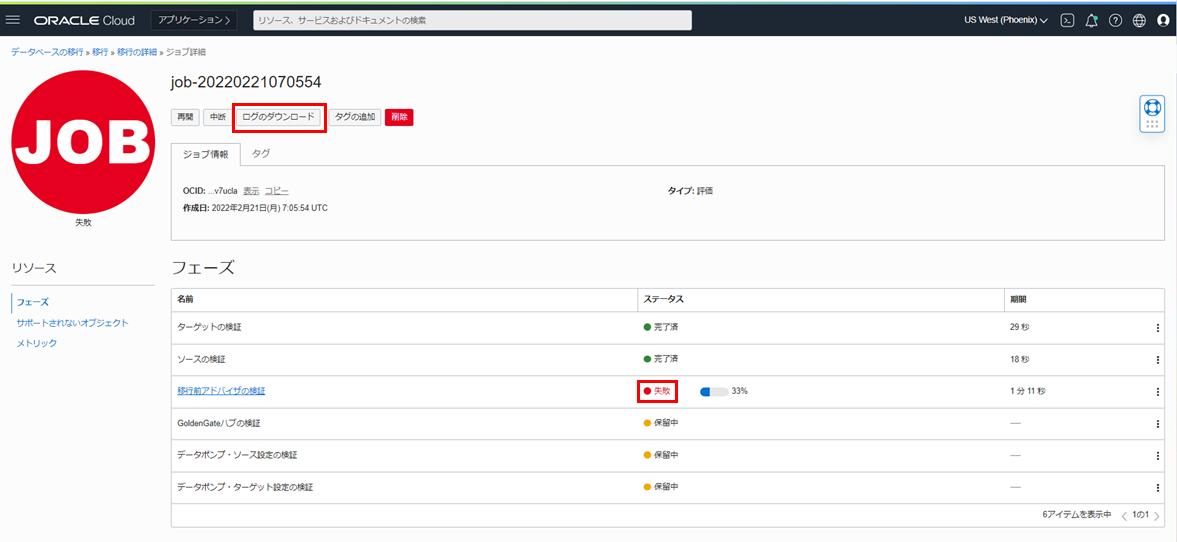 ORACLE Cloud アプリケーション > リソース、サービスおよびドキュメントの検索 US West (Phoenix)
データベースの移行 » 移行 » 移行の詳細 » ジョブ詳細
JOB
失敗
job-20220221070554
再開 中断 ログのダウンロード タグの追加 削除
ジョブ情報 タグ
OCID: ...v7ucla 表示 コピー タイプ: 評価
作成日: 2022年2月21日(月) 7:05:54 UTC
リソース
フェーズ
サポートされないオブジェクト
メトリック
フェーズ
名前 ステータス 期間
ターゲットの検証 完了済 29 秒
ソースの検証 完了済 18 秒
移行前アドバイザの検証 失敗 33% 1 分 11 秒
GoldenGateハブの検証 保留中 —
データポンプ・ソース設定の検証 保留中 —
データポンプ・ターゲット設定の検証 保留中 —
6アイテムを表示中 < 1の1 >